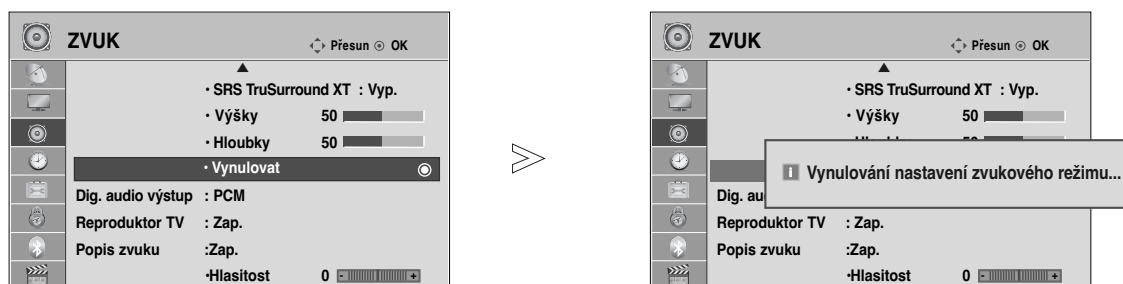 ZVUK
Přesun OK
• SRS TruSurround XT : Vyp.
• Výšky 50
• Hloubky 50
• Vynulovat
Dig. audio výstup : PCM
Reproduktor TV : Zap.
Popis zvuku :Zap.
•Hlasitost 0 - +
ZVUK
Přesun OK
• SRS TruSurround XT : Vyp.
• Výšky 50
i Vynulování nastavení zvukového režimu...
Dig. au
Reproduktor TV : Zap.
Popis zvuku :Zap.
•Hlasitost 0 - +